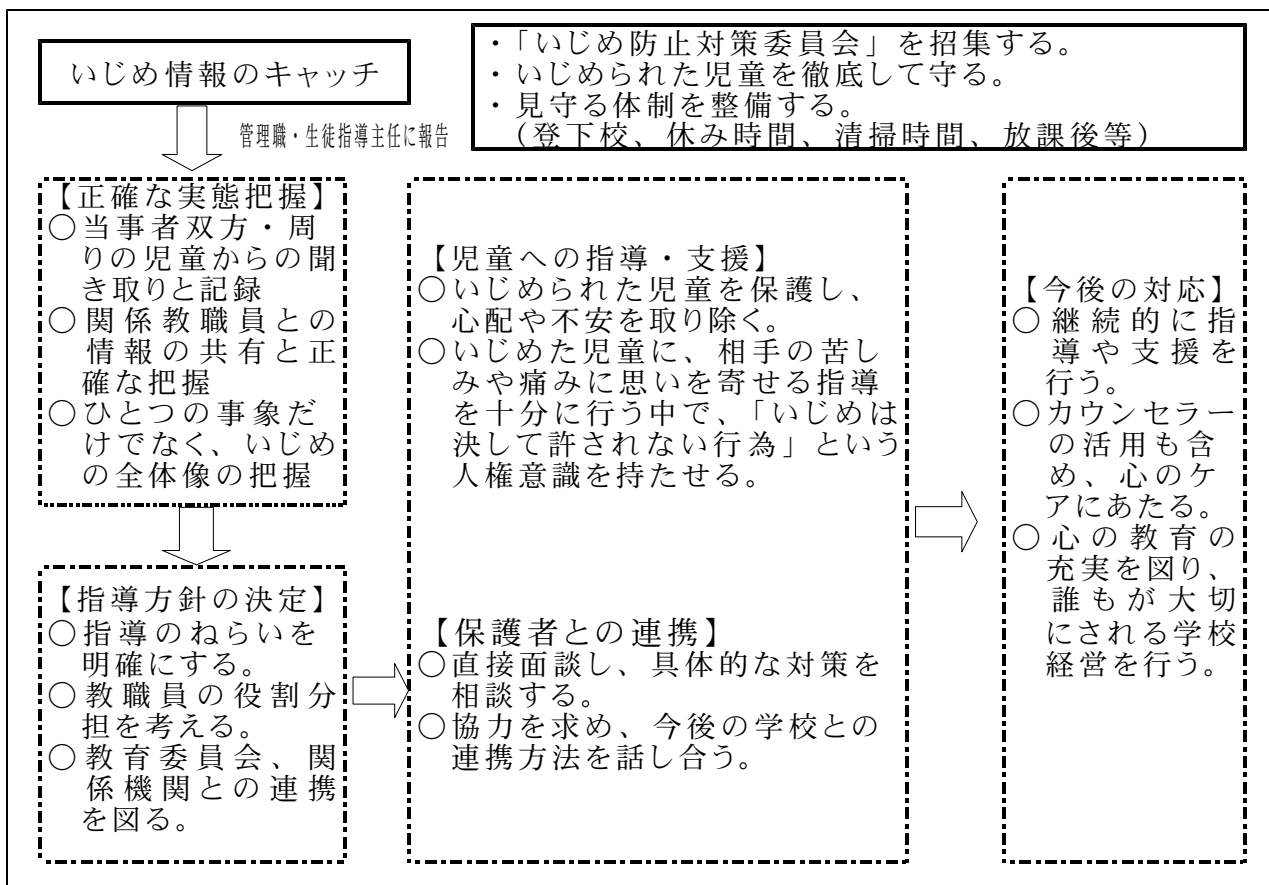 いじめ情報のキャッチ
・「いじめ防止対策委員会」を招集する。
・いじめられた児童を徹底して守る。
・見守る体制を整備する。
（登下校、休み時間、清掃時間、放課後等）
管理職・生徒指導主任に報告
【正確な実態把握】
○当事者双方・周
りの児童からの聞
き取りと記録
○関係教職員との
情報の共有と正
確な把握
○ひとつの事象だ
けでなく、いじめ
の全体像の把握
【指導方針の決定】
○指導のねらいを
明確にする。
○教職員の役割分
担を考える。
○教育委員会、関
係機関との連携
を図る。
【児童への指導・支援】
○いじめられた児童を保護し、
心配や不安を取り除く。
○いじめた児童に、相手の苦し
みや痛みに思いを寄せる指導
を十分に行う中で、「いじめは
決して許されない行為」という
人権意識を持たせる。
【保護者との連携】
○直接面談し、具体的な対策を
相談する。
○協力を求め、今後の学校との
連携方法を話し合う。
【今後の対応】
○継続的に指
導や支援を
行う。
○カウンセラー
の活用も含
め、心のケ
アにあたる。
○心の教育の
充実を図り、
誰もが大切
にされる学校
経営を行う。